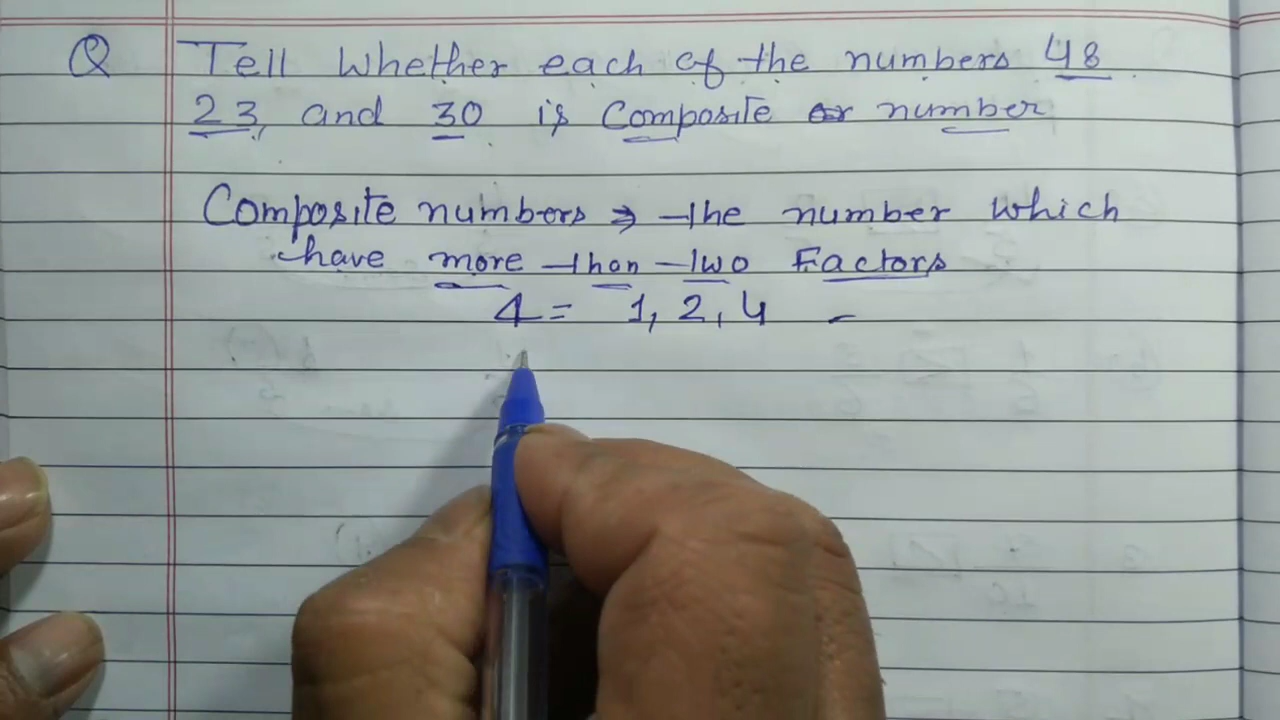 Q Tell whether each of the numbers 48
23, and 30 is composite or number
Composite numbers → the number which
have more than two Factors
4 = 1, 2, 4 -